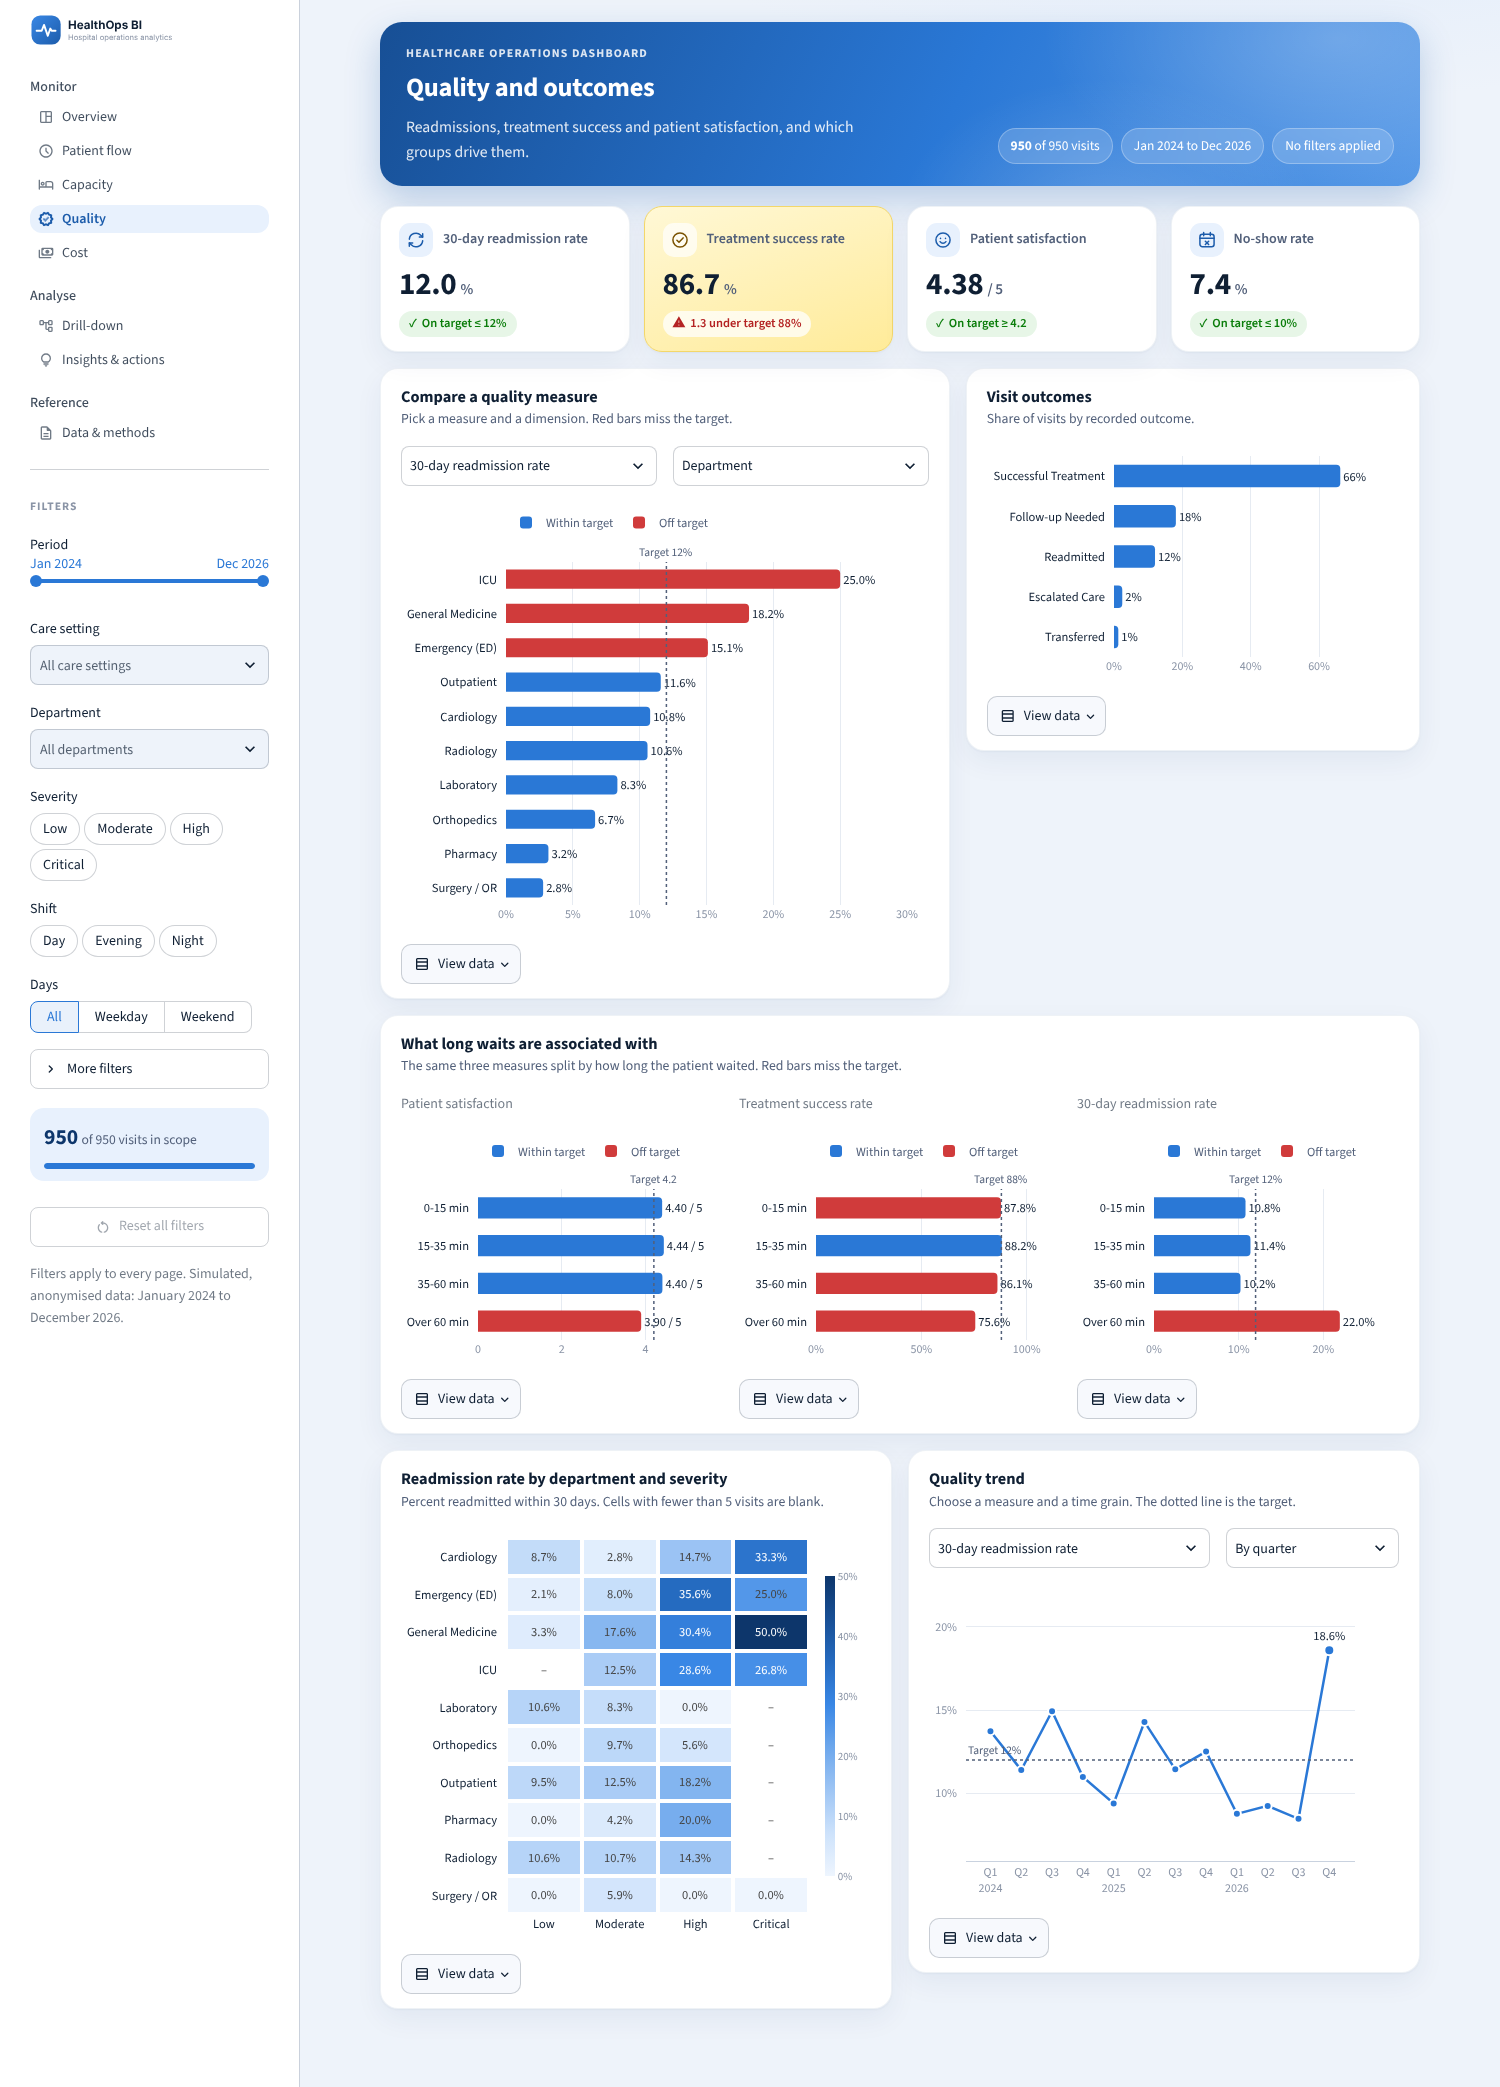 HealthOps BI
Hospital operations analytics
Monitor
Overview
Patient flow
Capacity
Quality
Cost
Analyse
Drill-down
Insights & actions
Reference
Data & methods
FILTERS
Period
Jan 2024 Dec 2026
Care setting
All care settings
Department
All departments
Severity
Low Moderate High
Critical
Shift
Day Evening Night
Days
All Weekday Weekend
More filters
950 of 950 visits in scope
Reset all filters
Filters apply to every page. Simulated,
anonymised data: January 2024 to
December 2026.
HEALTHCARE OPERATIONS DASHBOARD
Quality and outcomes
Readmissions, treatment success and patient satisfaction, and which
groups drive them.
950 of 950 visits Jan 2024 to Dec 2026 No filters applied
30-day readmission rate
12.0 %
✓ On target ≤ 12%
Treatment success rate
86.7 %
1.3 under target 88%
Patient satisfaction
4.38 / 5
✓ On target ≥ 4.2
No-show rate
7.4 %
✓ On target ≤ 10%
Compare a quality measure
Pick a measure and a dimension. Red bars miss the target.
30-day readmission rate Department
Within target Off target
Target 12%
ICU 25.0%
General Medicine 18.2%
Emergency (ED) 15.1%
Outpatient 11.6%
Cardiology 10.8%
Radiology 10.6%
Laboratory 8.3%
Orthopedics 6.7%
Pharmacy 3.2%
Surgery / OR 2.8%
0% 5% 10% 15% 20% 25% 30%
View data
Visit outcomes
Share of visits by recorded outcome.
Successful Treatment 66%
Follow-up Needed 18%
Readmitted 12%
Escalated Care 2%
Transferred 1%
0% 20% 40% 60%
View data
What long waits are associated with
The same three measures split by how long the patient waited. Red bars miss the target.
Patient satisfaction
Within target Off target
Target 4.2
0-15 min 4.40 / 5
15-35 min 4.44 / 5
35-60 min 4.40 / 5
Over 60 min 3.90 / 5
0 2 4
View data
Treatment success rate
Within target Off target
Target 88%
0-15 min 87.8%
15-35 min 88.2%
35-60 min 86.1%
Over 60 min 75.6%
0% 50% 100%
View data
30-day readmission rate
Within target Off target
Target 12%
0-15 min 10.8%
15-35 min 11.4%
35-60 min 10.2%
Over 60 min 22.0%
0% 10% 20%
View data
Readmission rate by department and severity
Percent readmitted within 30 days. Cells with fewer than 5 visits are blank.
Cardiology 8.7% 2.8% 14.7% 33.3%
Emergency (ED) 2.1% 8.0% 35.6% 25.0%
General Medicine 3.3% 17.6% 30.4% 50.0%
ICU – 12.5% 28.6% 26.8%
Laboratory 10.6% 8.3% 0.0% –
Orthopedics 0.0% 9.7% 5.6% –
Outpatient 9.5% 12.5% 18.2% –
Pharmacy 0.0% 4.2% 20.0% –
Radiology 10.6% 10.7% 14.3% –
Surgery / OR 0.0% 5.9% 0.0% 0.0%
Low Moderate High Critical
50%
40%
30%
20%
10%
0%
View data
Quality trend
Choose a measure and a time grain. The dotted line is the target.
30-day readmission rate By quarter
20%
18.6%
15%
Target 12%
10%
Q1 Q2 Q3 Q4 Q1 Q2 Q3 Q4 Q1 Q2 Q3 Q4
2024 2025 2026
View data